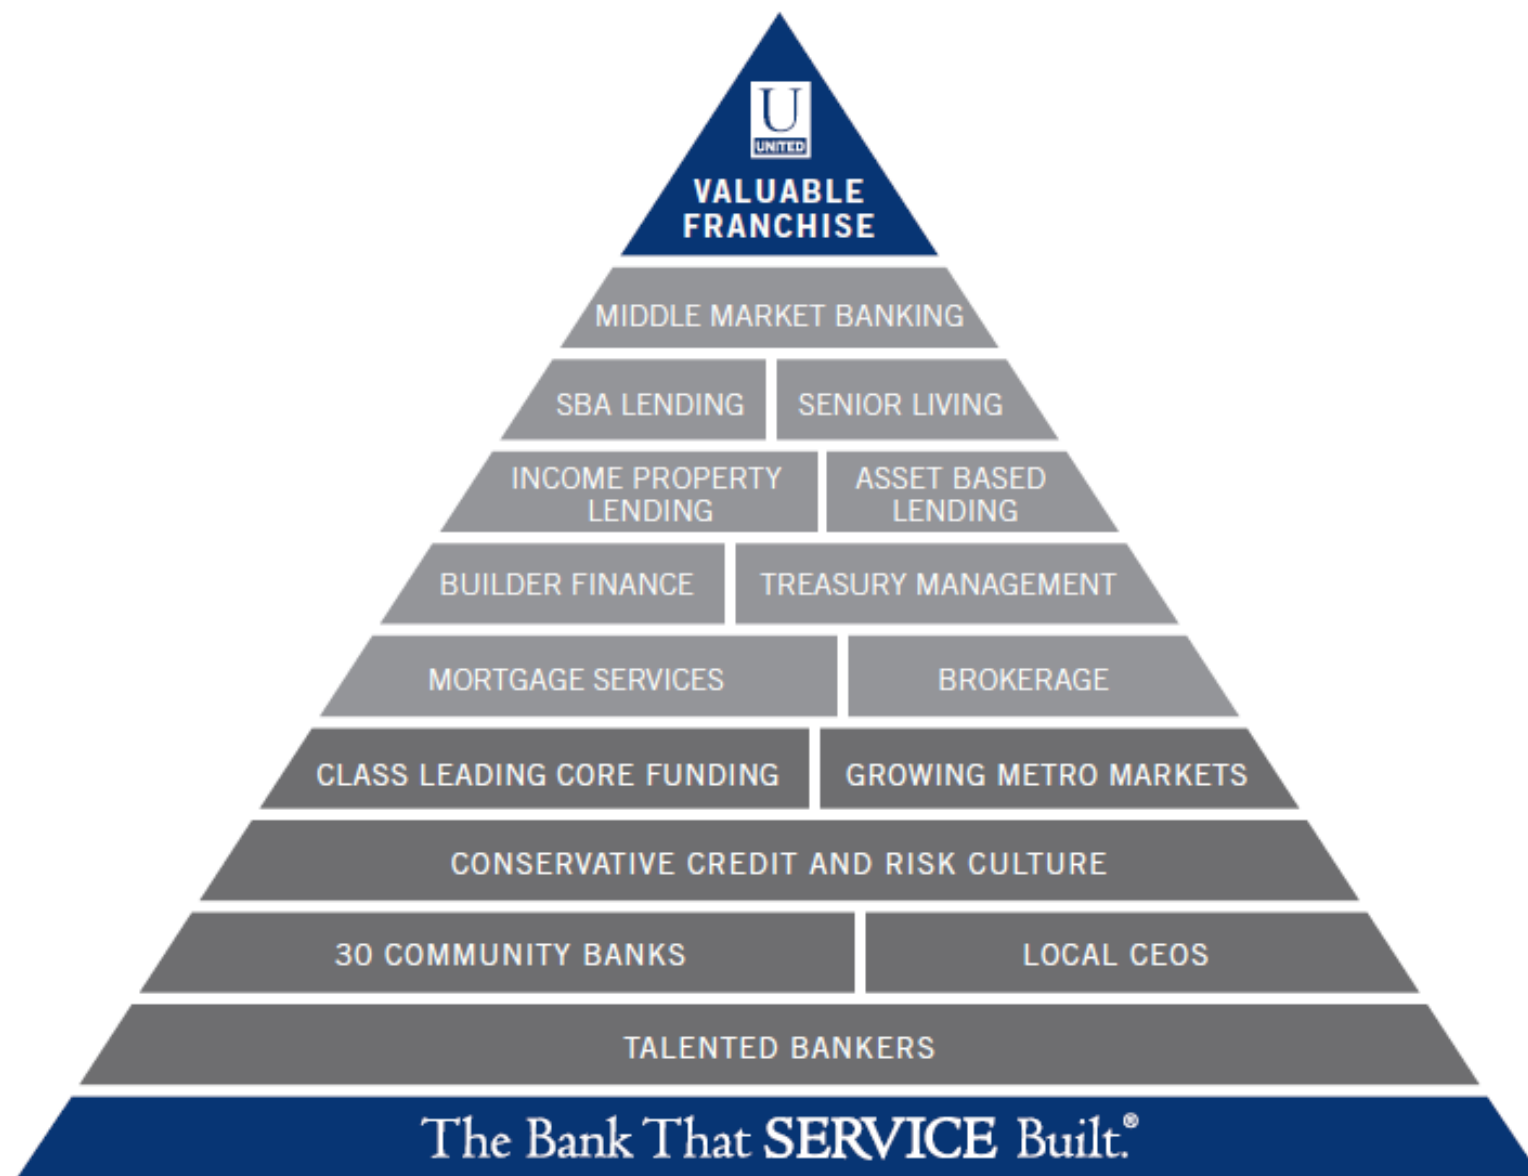 U
UNITED
VALUABLE
FRANCHISE
MIDDLE MARKET BANKING
SBA LENDING
SENIOR LIVING
INCOME PROPERTY
LENDING
ASSET BASED
LENDING
BUILDER FINANCE
TREASURY MANAGEMENT
MORTGAGE SERVICES
BROKERAGE
CLASS LEADING CORE FUNDING
GROWING METRO MARKETS
CONSERVATIVE CREDIT AND RISK CULTURE
30 COMMUNITY BANKS
LOCAL CEOS
TALENTED BANKERS
The Bank That SERVICE Built.®